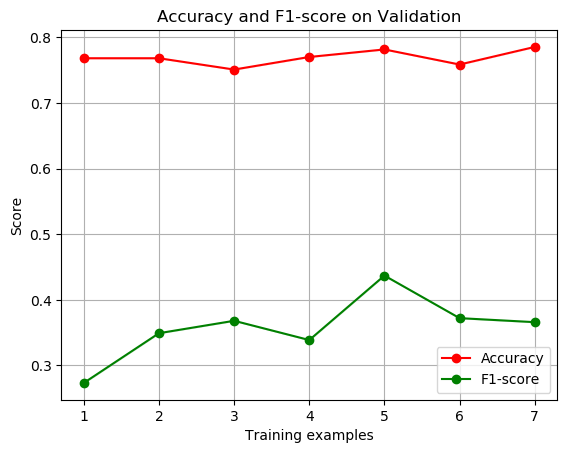 Accuracy and F1-score on Validation
0.8
0.7
0.6
0.5
0.4
0.3
Score
1 2 3 4 5 6 7
Training examples
Accuracy
F1-score